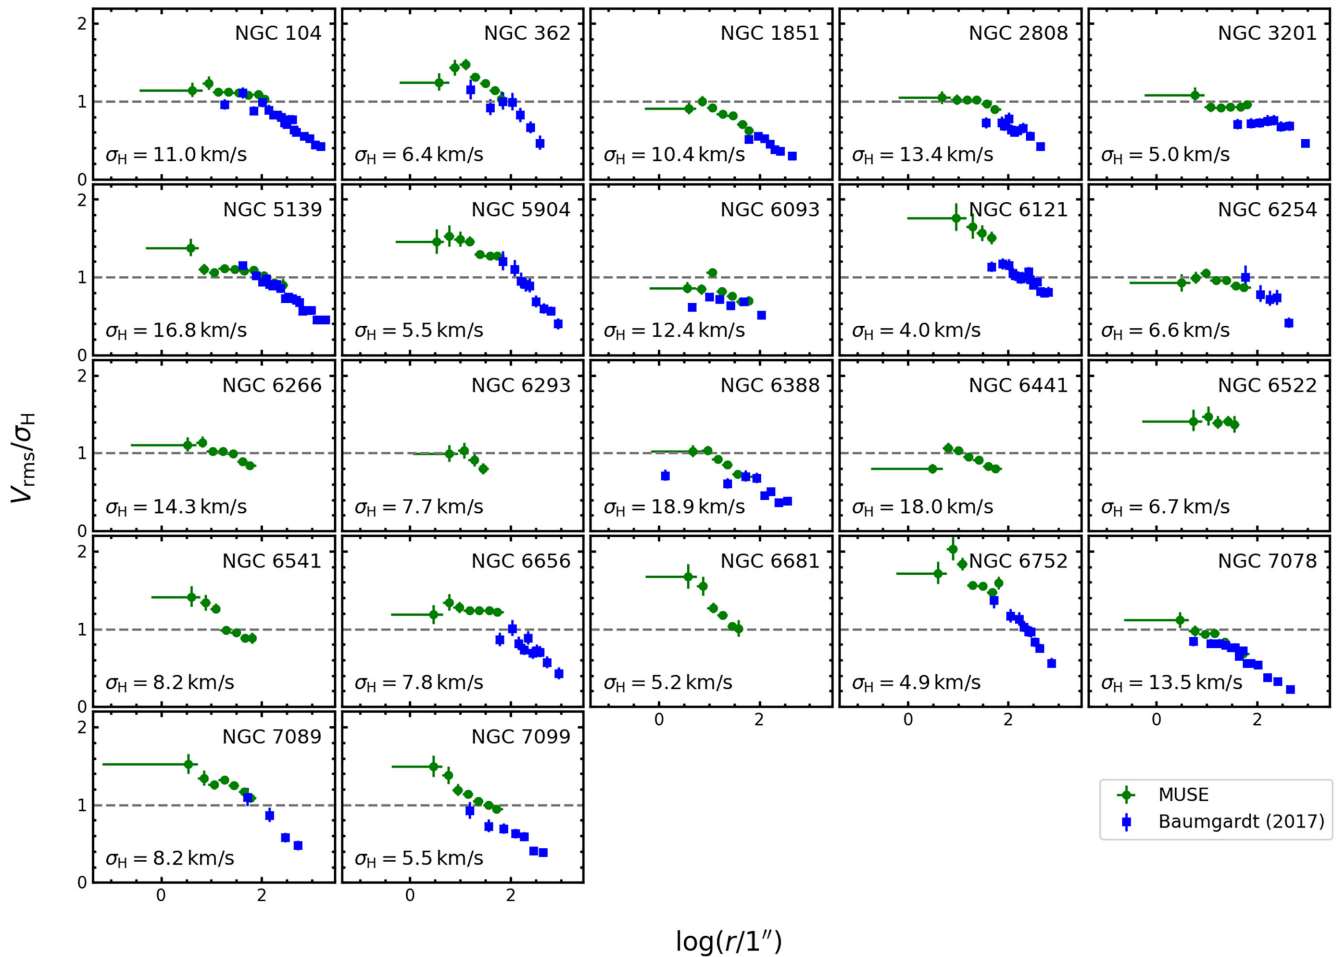 NGC 104 NGC 362 NGC 1851 NGC 2808 NGC 3201
2
1
0
σH = 11.0 km/s σH = 6.4 km/s σH = 10.4 km/s σH = 13.4 km/s σH = 5.0 km/s
NGC 5139 NGC 5904 NGC 6093 NGC 6121 NGC 6254
2
1
0
σH = 16.8 km/s σH = 5.5 km/s σH = 12.4 km/s σH = 4.0 km/s σH = 6.6 km/s
NGC 6266 NGC 6293 NGC 6388 NGC 6441 NGC 6522
2
1
0
σH = 14.3 km/s σH = 7.7 km/s σH = 18.9 km/s σH = 18.0 km/s σH = 6.7 km/s
Vrms/σH
NGC 6541 NGC 6656 NGC 6681 NGC 6752 NGC 7078
2
1
0
σH = 8.2 km/s σH = 7.8 km/s σH = 5.2 km/s σH = 4.9 km/s σH = 13.5 km/s
0 2 0 2 0 2
NGC 7089 NGC 7099
2
1
0
σH = 8.2 km/s σH = 5.5 km/s
0 2 0 2
MUSE
Baumgardt (2017)
log(r/1″)